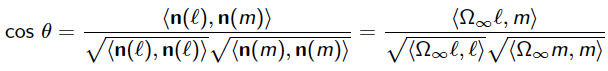 cos θ = ⟨n(ℓ), n(m)⟩ / √⟨n(ℓ), n(ℓ)⟩ √⟨n(m), n(m)⟩ = ⟨Ω∞ℓ, m⟩ / √⟨Ω∞ℓ, ℓ⟩ √⟨Ω∞m, m⟩